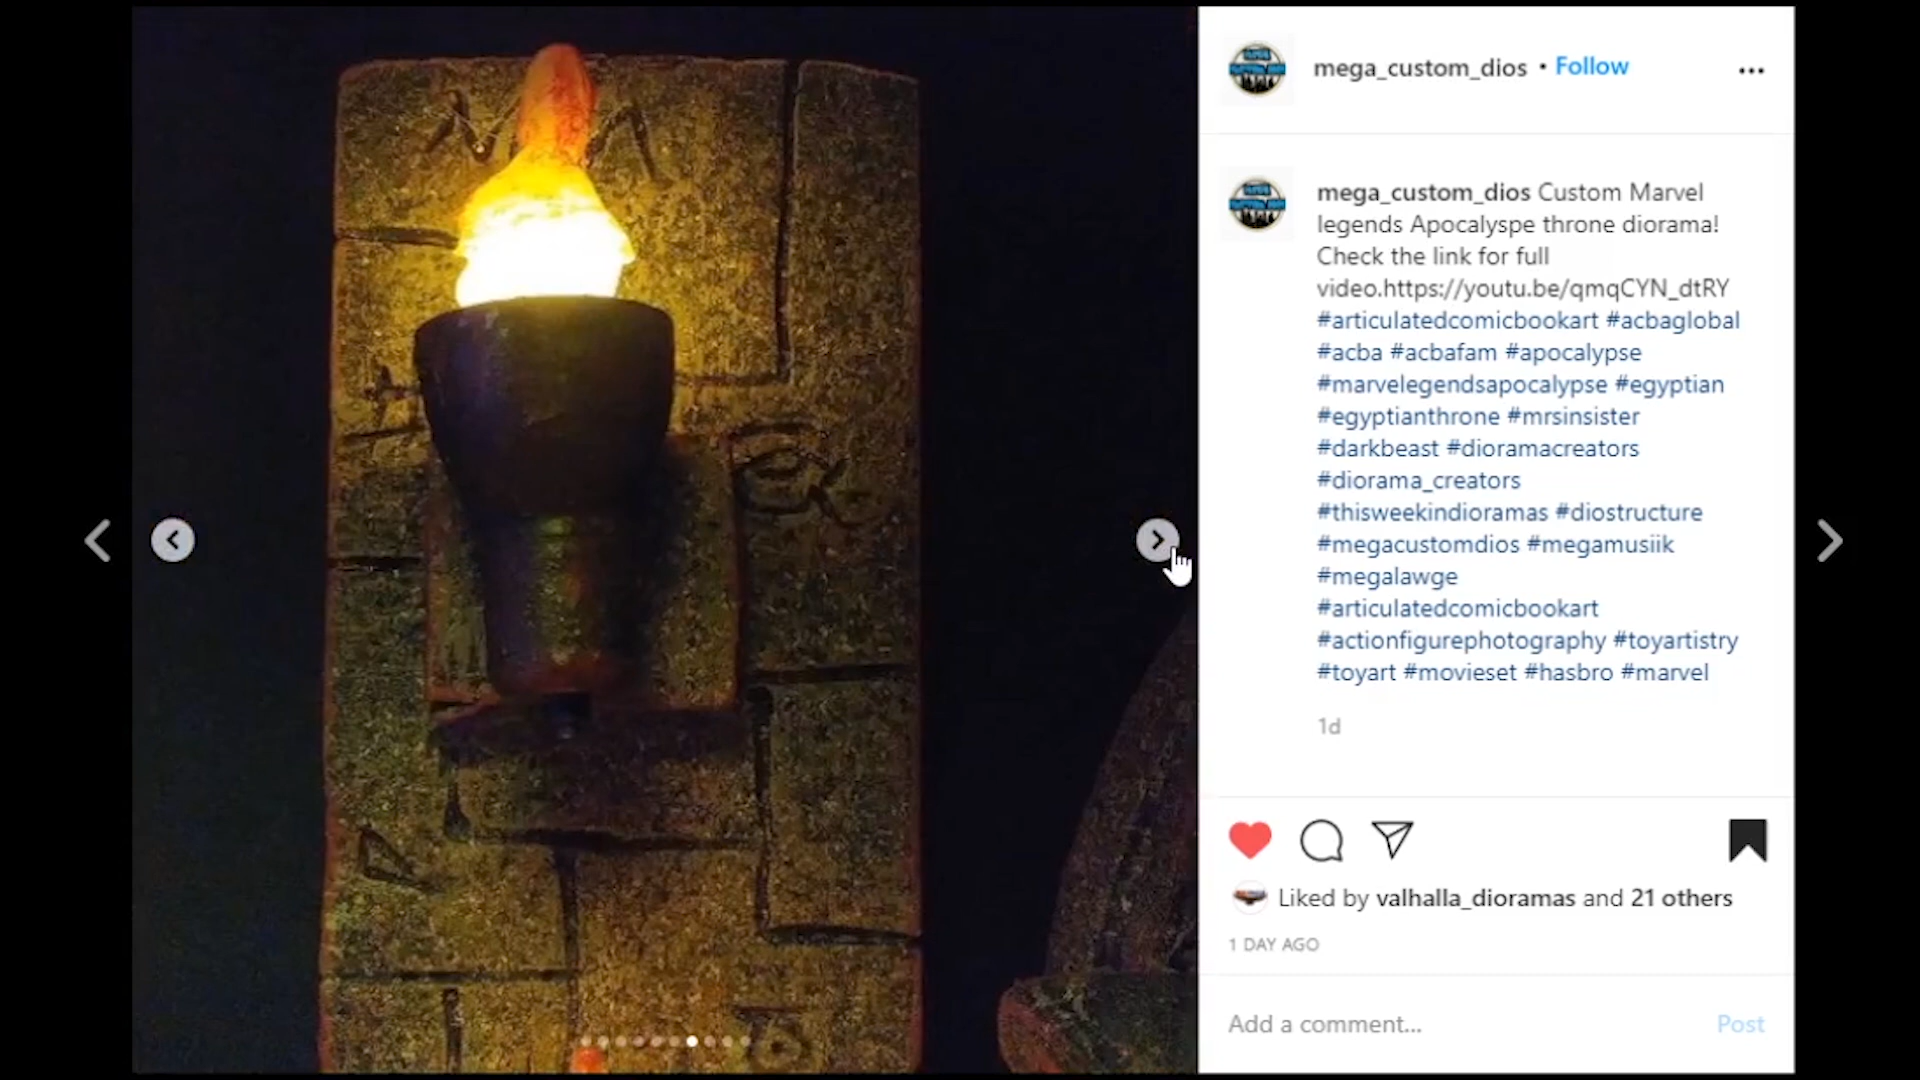 mega_custom_dios • Follow
mega_custom_dios Custom Marvel
legends Apocalyspe throne diorama!
Check the link for full
video.https://youtu.be/qmqCYN_dtRY
#articulatedcomicbookart #acbaglobal
#acba #acbafam #apocalypse
#marvelegendsapocalypse #egyptian
#egyptianthrone #mrsinsister
#darkbeast #dioramacreators
#diorama_creators
#thisweekindioramas #diostructure
#megacustomdios #megamusiik
#megalawge
#articulatedcomicbookart
#actionfigurephotography #toyartistry
#toyart #movieset #hasbro #marvel
1d
Liked by valhalla_dioramas and 21 others
1 DAY AGO
Add a comment... Post